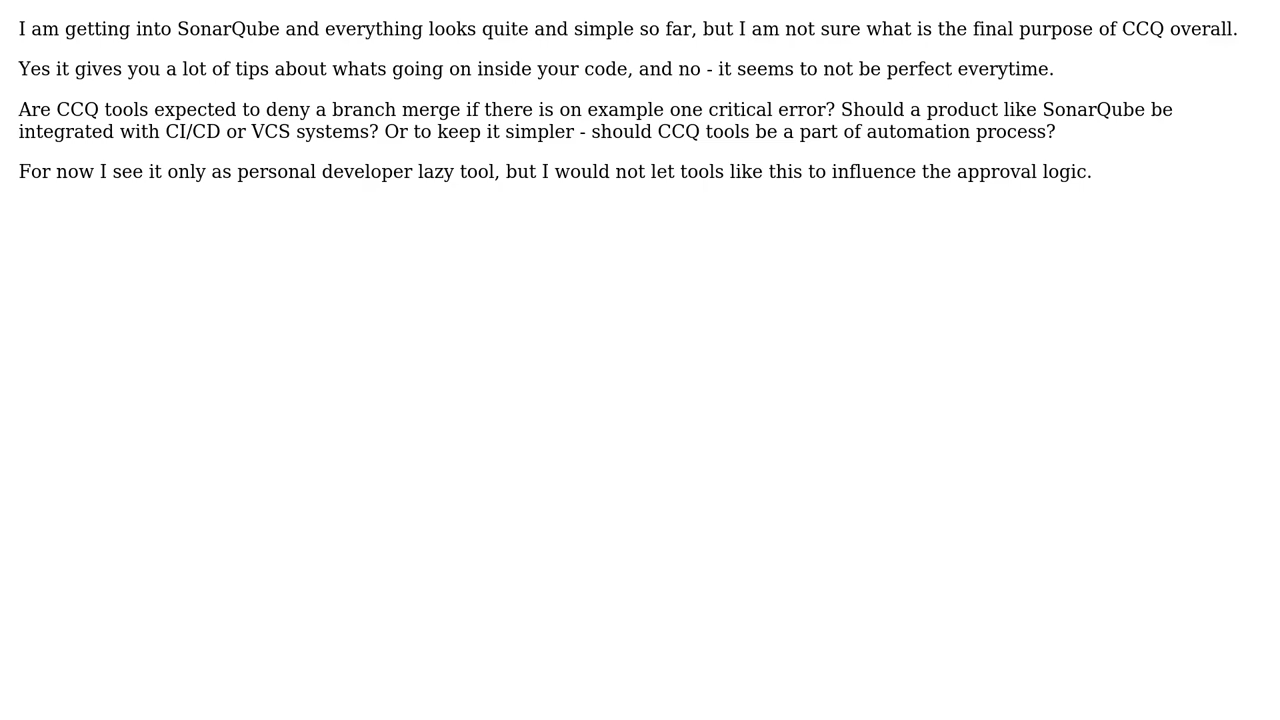 I am getting into SonarQube and everything looks quite and simple so far, but I am not sure what is the final purpose of CCQ overall.
Yes it gives you a lot of tips about whats going on inside your code, and no - it seems to not be perfect everytime.
Are CCQ tools expected to deny a branch merge if there is on example one critical error? Should a product like SonarQube be
integrated with CI/CD or VCS systems? Or to keep it simpler - should CCQ tools be a part of automation process?
For now I see it only as personal developer lazy tool, but I would not let tools like this to influence the approval logic.